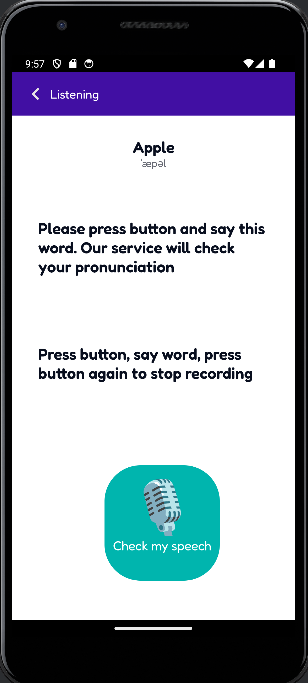 9:57
Listening
Apple
ˈæpəl
Please press button and say this
word. Our service will check
your pronunciation
Press button, say word, press
button again to stop recording
Check my speech